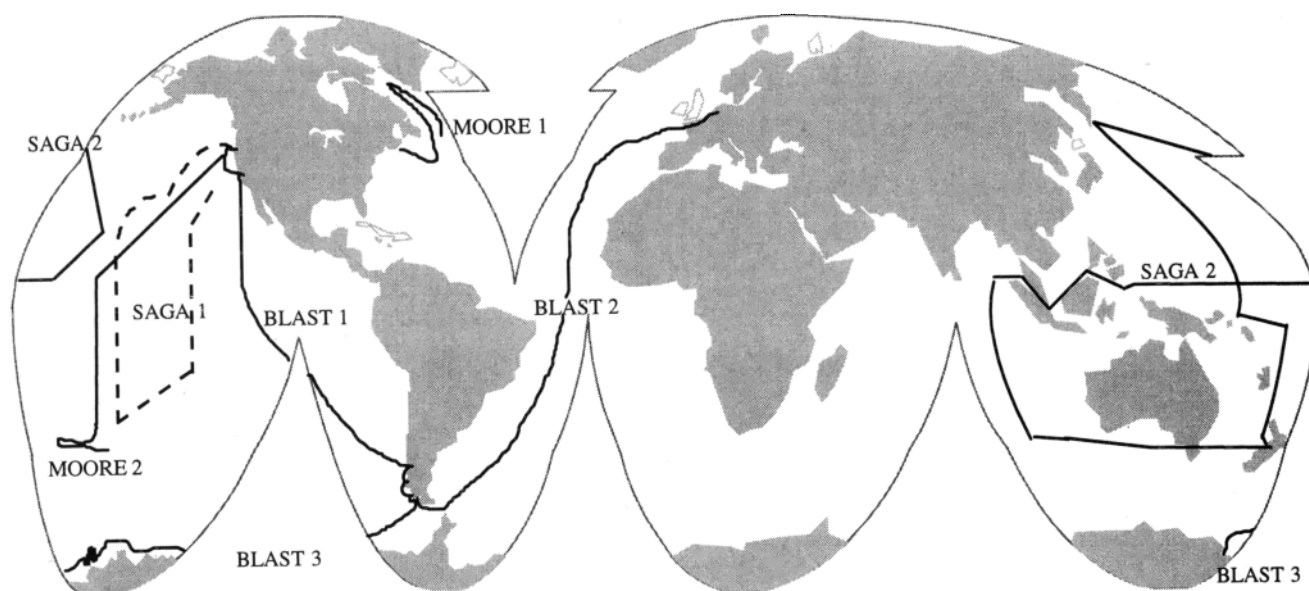 MOORE 1
SAGA 2
SAGA 2
BLAST 2
SAGA 1
BLAST 1
MOORE 2
BLAST 3
BLAST 3